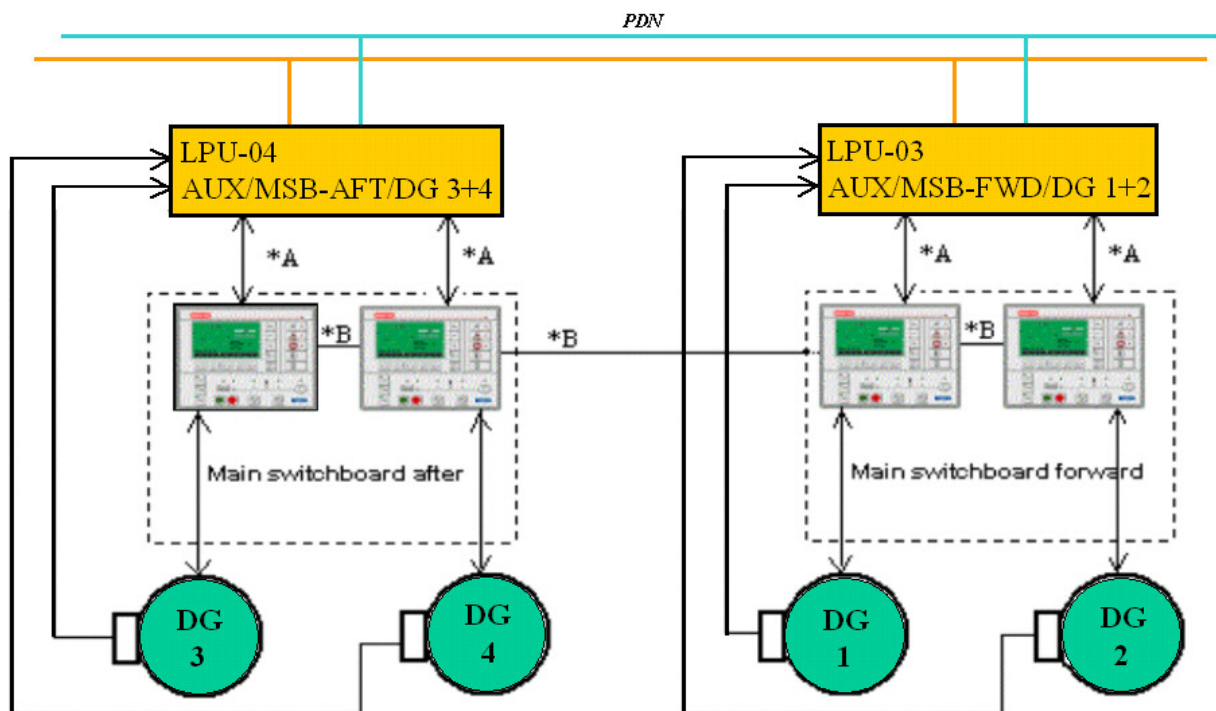 PDN
LPU-04
AUX/MSB-AFT/DG 3+4
LPU-03
AUX/MSB-FWD/DG 1+2
*A
*A
*A
*A
*B
*B
*B
Main switchboard after
Main switchboard forward
DG
3
DG
4
DG
1
DG
2